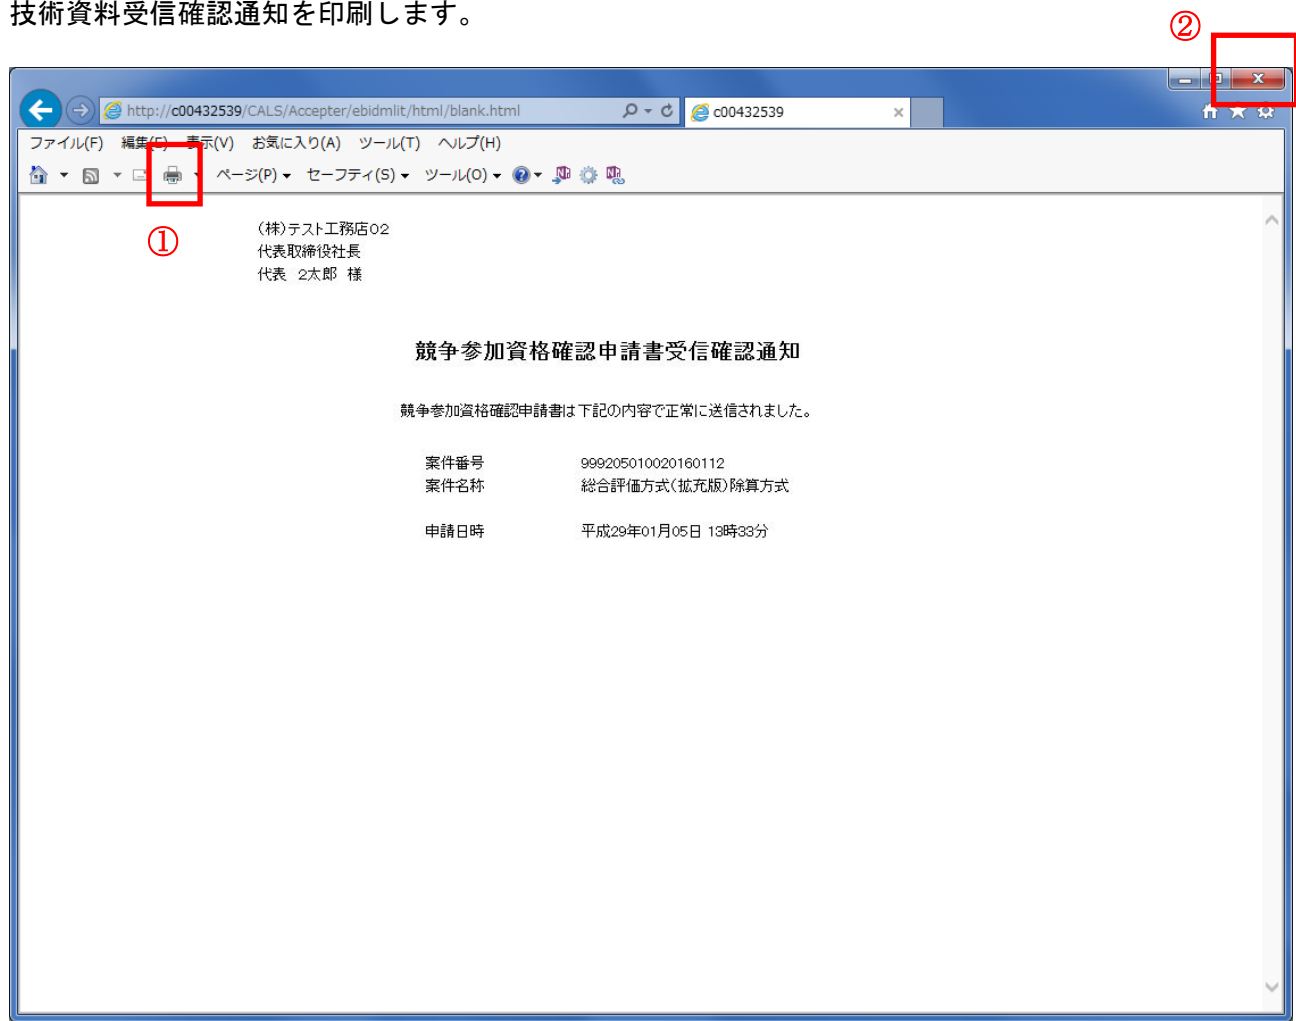 技術資料受信確認通知を印刷します。
②
http://c00432539/CALS/Accepter/ebidmlit/html/blank.html
c00432539
ファイル(F) 編集(E) 表示(V) お気に入り(A) ツール(T) ヘルプ(H)
ページ(P) セーフティ(S) ツール(O)
①
(株)テスト工務店02
代表取締役社長
代表 2太郎 様
競争参加資格確認申請書受信確認通知
競争参加資格確認申請書は下記の内容で正常に送信されました。
案件番号 999205010020160112
案件名称 総合評価方式(拡充版)除算方式
申請日時 平成29年01月05日 13時33分